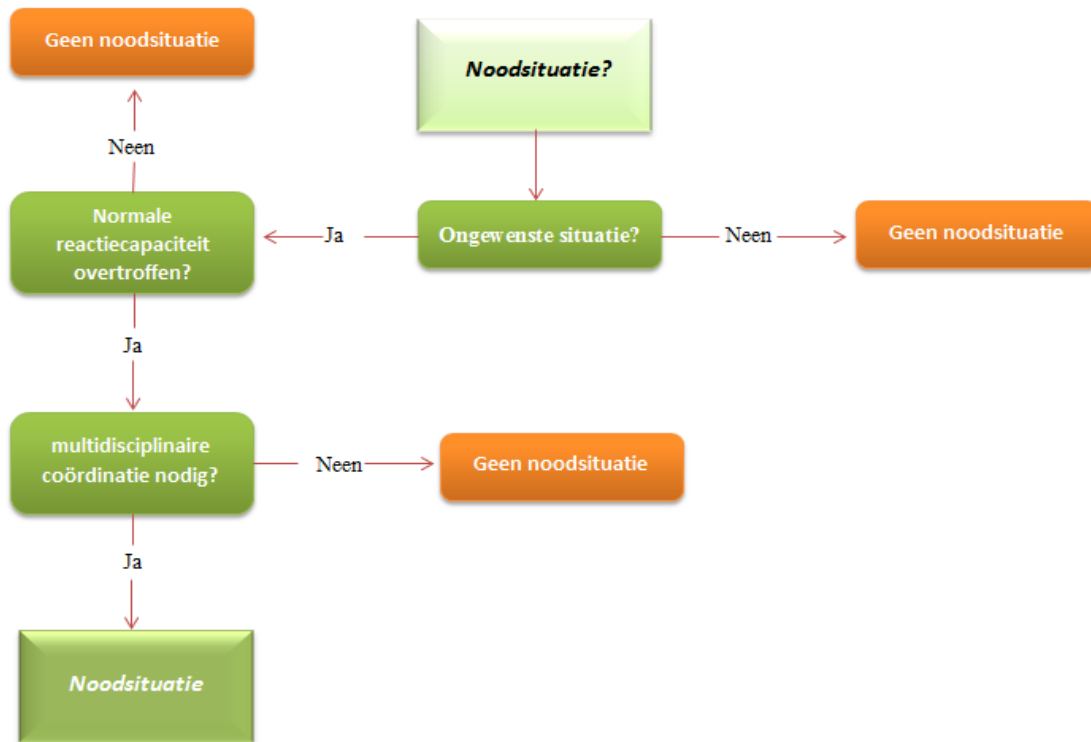 Geen noodsituatie
Noodsituatie?
Neen
Normale
reactiecapaciteit
overtroffen?
Ja
Ongewenste situatie?
Neen
Geen noodsituatie
Ja
multidisciplinaire
coördinatie nodig?
Neen
Geen noodsituatie
Ja
Noodsituatie